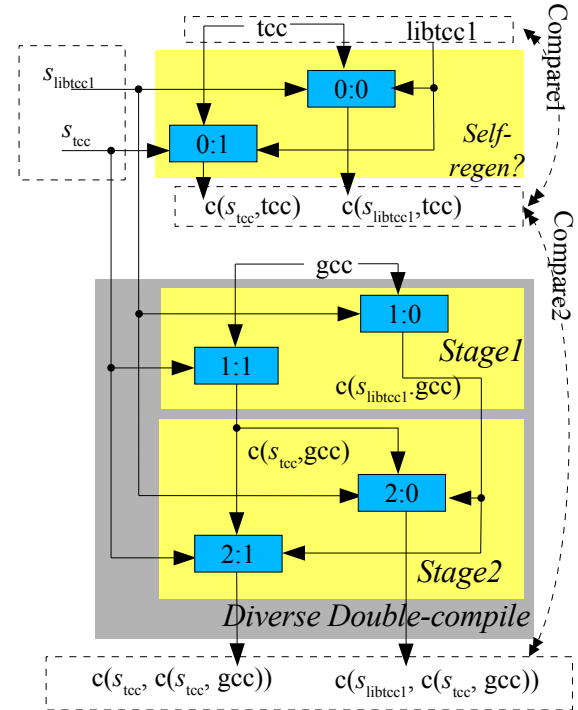 tcc libtcc1
s_libtcc1
0:0
s_tcc
0:1
Self-
regen?
Compare1
c(s_tcc,tcc) c(s_libtcc1,tcc)
Compare2
gcc
1:0
Stage1
1:1
c(s_libtcc1.gcc)
c(s_tcc,gcc)
2:0
2:1
Stage2
Diverse Double-compile
c(s_tcc, c(s_tcc, gcc)) c(s_libtcc1, c(s_tcc, gcc))